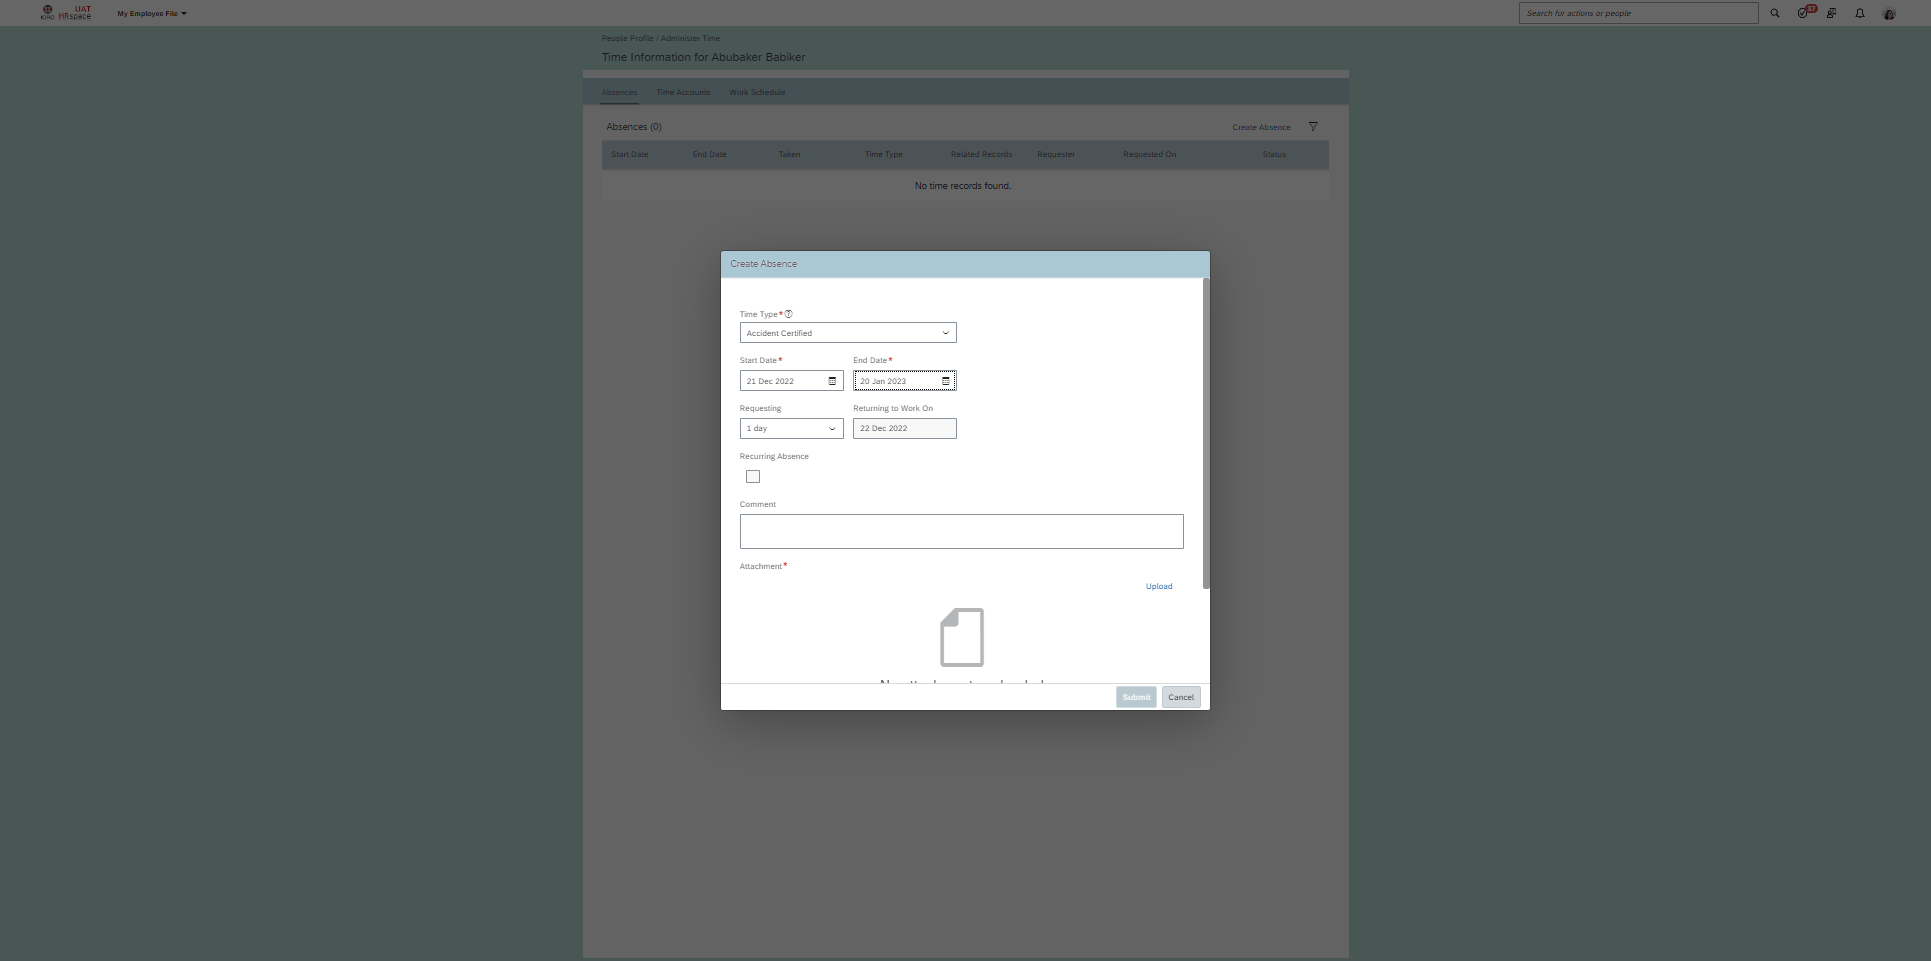 UAT
ICRC HRspace
My Employee File
Search for actions or people
37
People Profile / Administer Time
Time Information for Abubaker Babiker
Absences Time Accounts Work Schedule
Absences (0)
Create Absence
Start Date End Date Taken Time Type Related Records Requester Requested On Status
No time records found.
Create Absence
Time Type*
Accident Certified
Start Date* End Date*
21 Dec 2022 20 Jan 2023
Requesting Returning to Work On
1 day 22 Dec 2022
Recurring Absence
Comment
Attachment*
Upload
Submit Cancel